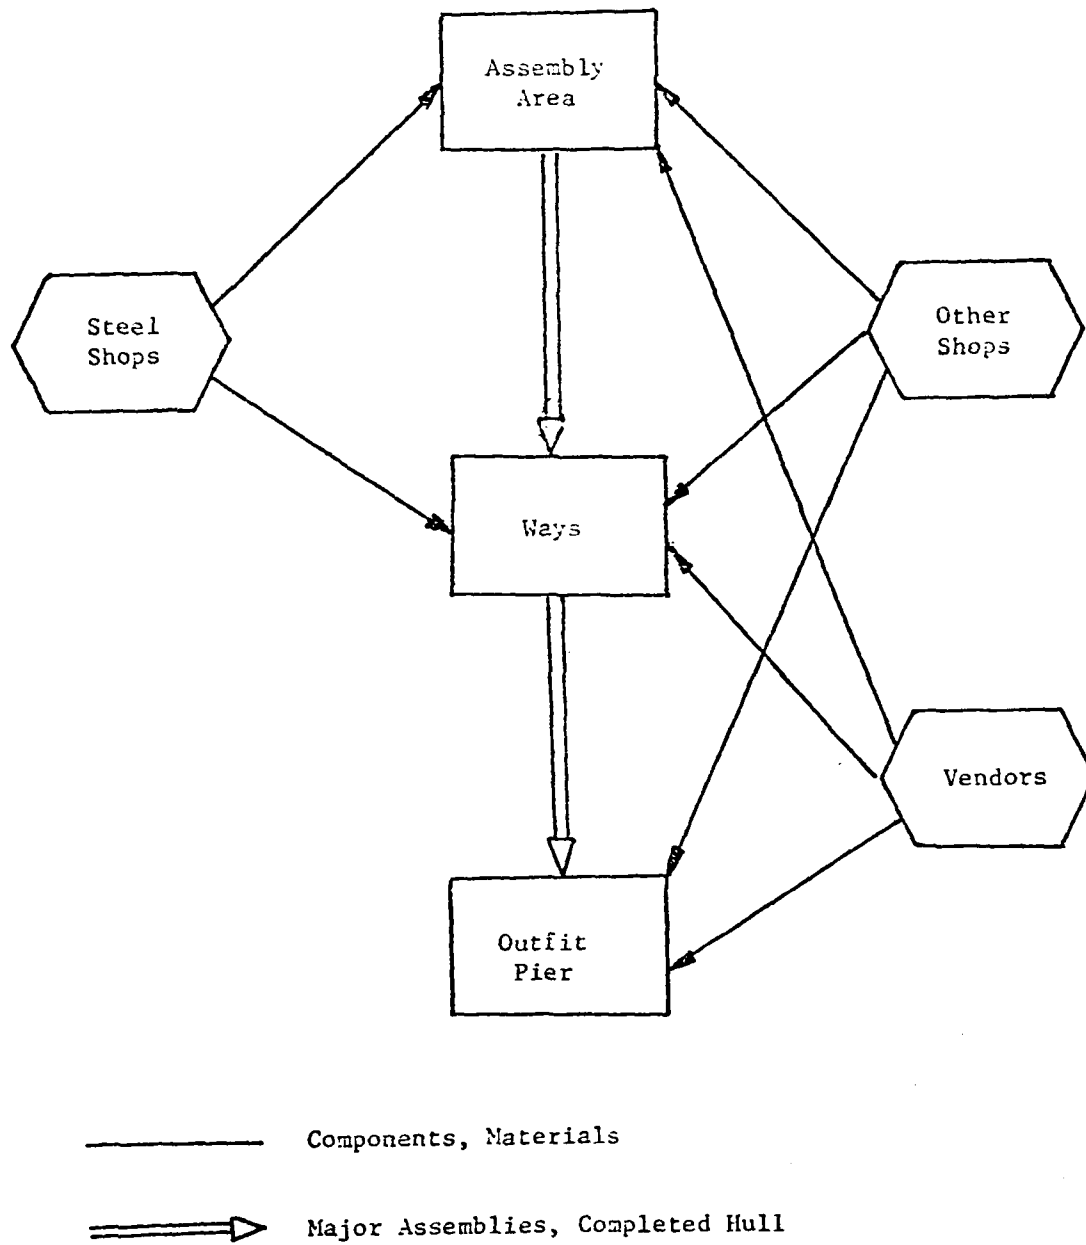 Assembly
Area
Steel
Shops
Other
Shops
Ways
Vendors
Outfit
Pier
Components, Materials
Major Assemblies, Completed Hull